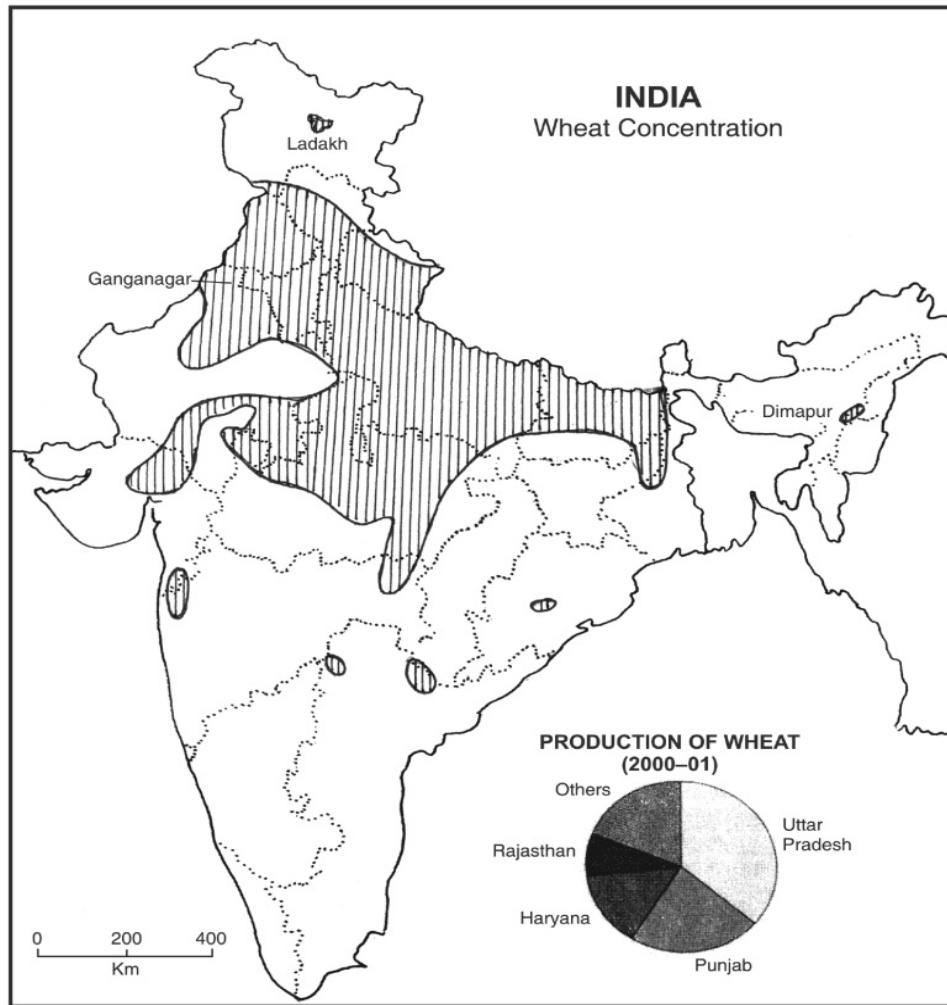 INDIA
Wheat Concentration
Ladakh
Ganganagar
Dimapur
PRODUCTION OF WHEAT
(2000–01)
Others
Uttar
Pradesh
Rajasthan
Haryana
Punjab
0 200 400
Km